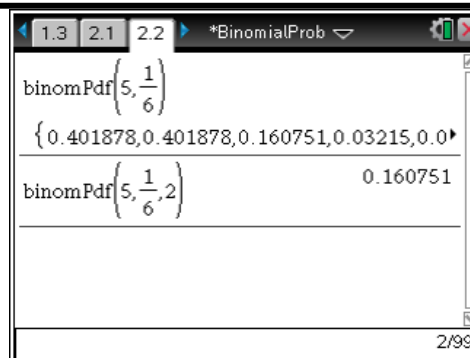 1.3 2.1 2.2 *BinomialProb
binomPdf(5,1/6)
{0.401878,0.401878,0.160751,0.03215,0.0
binomPdf(5,1/6,2) 0.160751
2/99